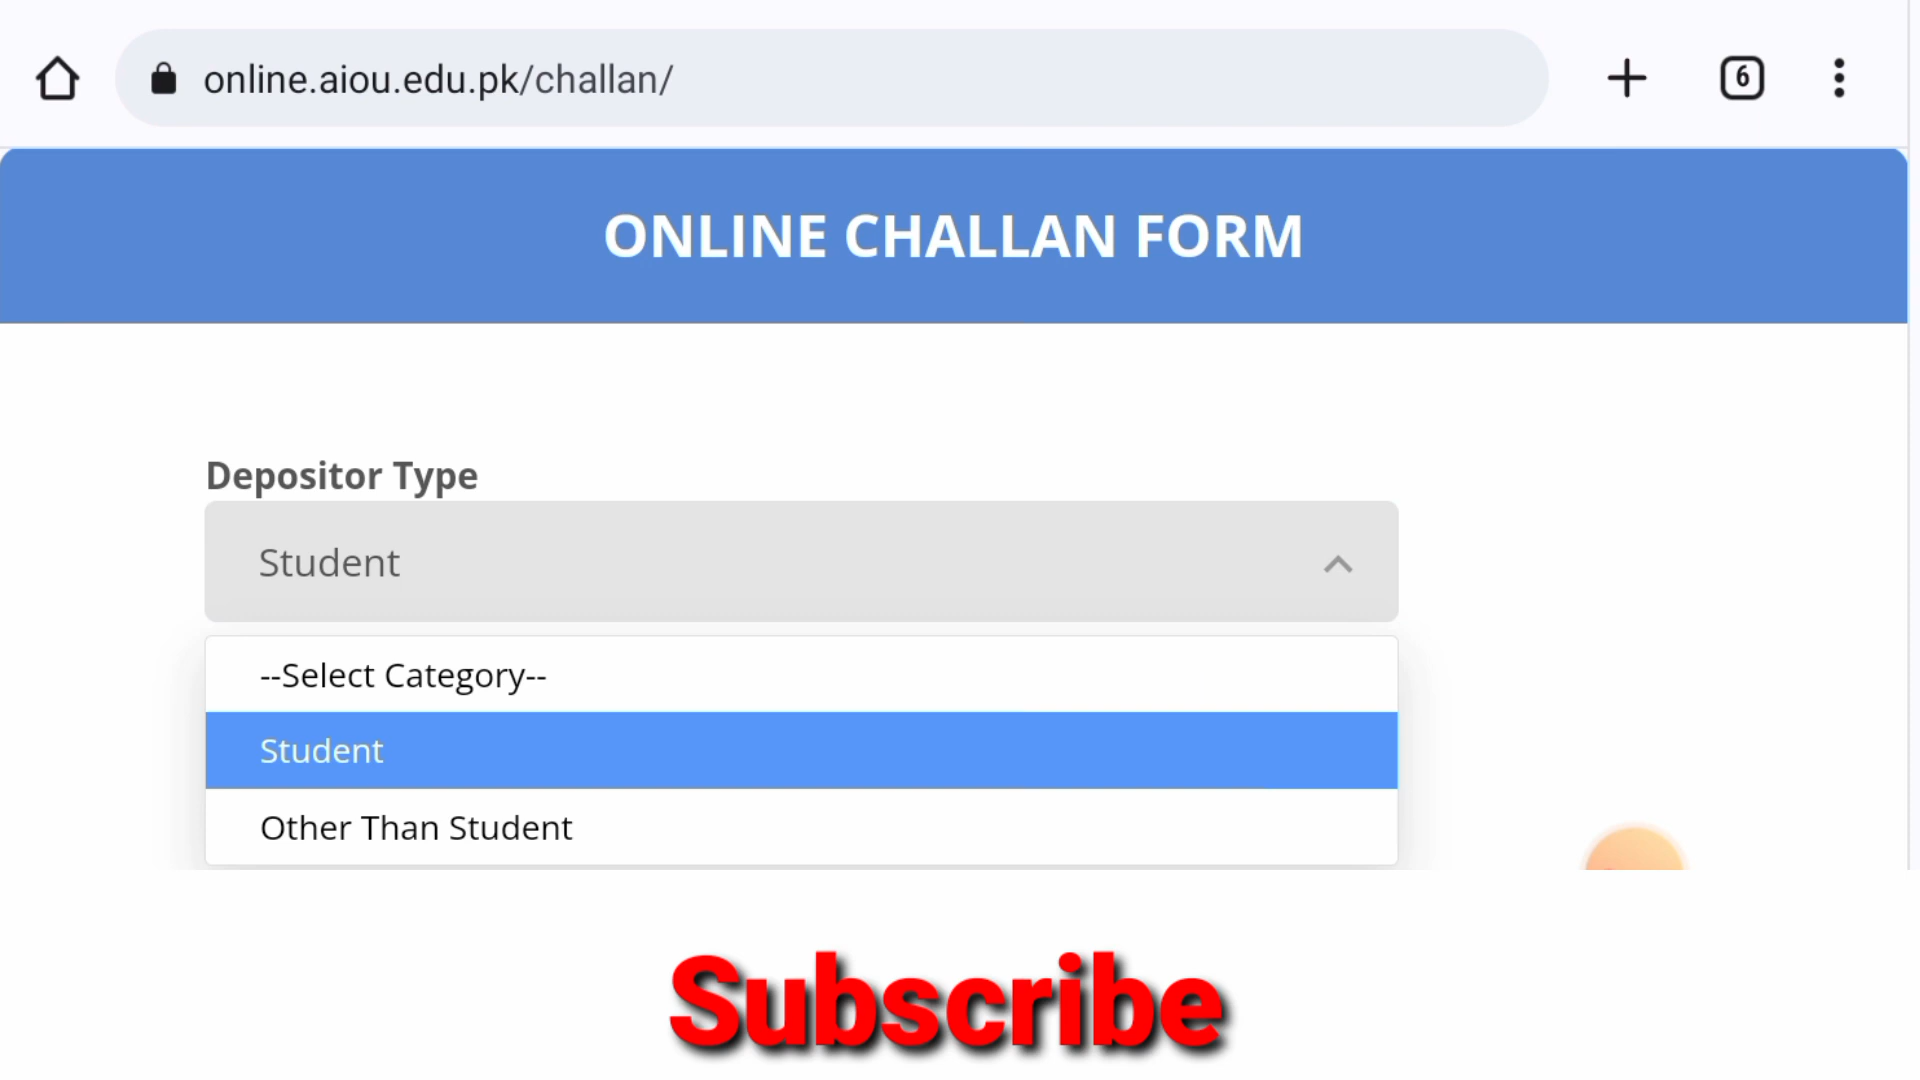 online.aiou.edu.pk/challan/
6
ONLINE CHALLAN FORM
Depositor Type
Student
--Select Category--
Student
Other Than Student
Subscribe